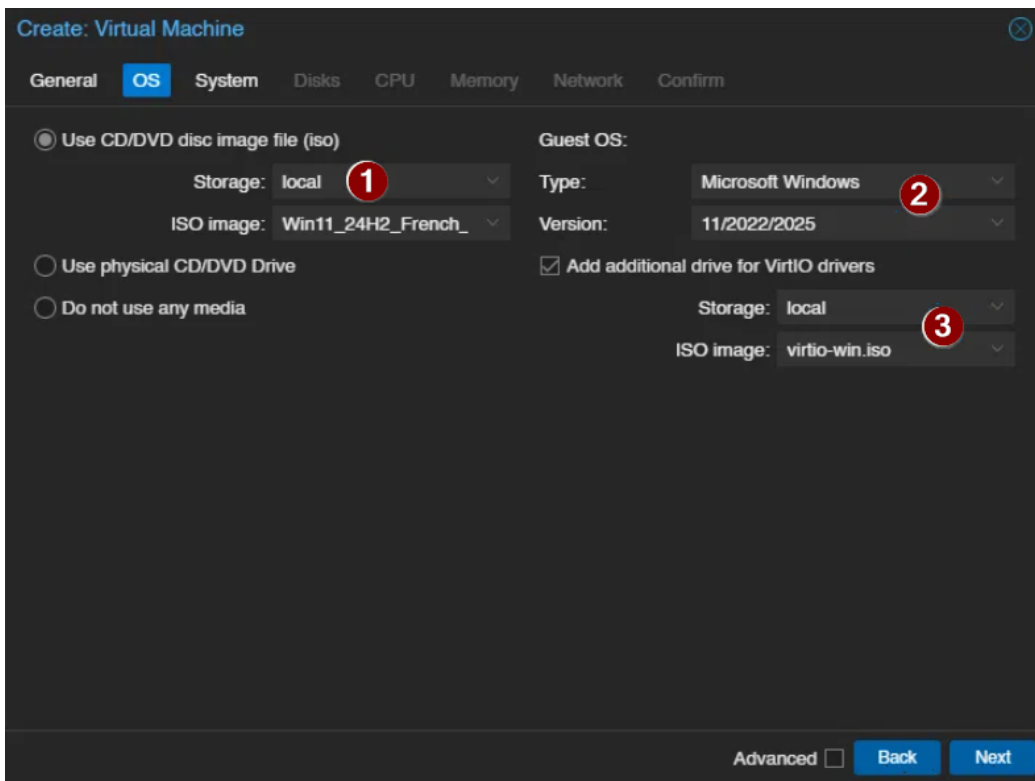 Create: Virtual Machine
General OS System Disks CPU Memory Network Confirm
Use CD/DVD disc image file (iso)
Storage: local 1
ISO image: Win11_24H2_French_
Use physical CD/DVD Drive
Do not use any media
Guest OS:
Type: Microsoft Windows 2
Version: 11/2022/2025
Add additional drive for VirtIO drivers
Storage: local 3
ISO image: virtio-win.iso
Advanced Back Next